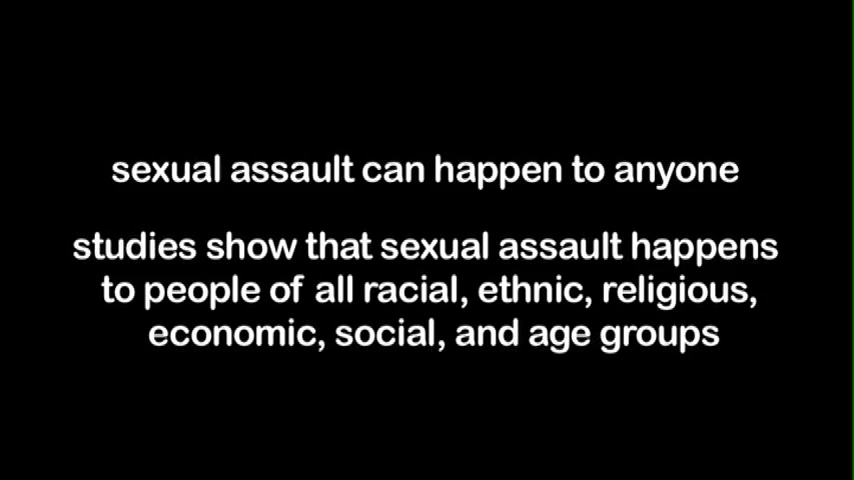 sexual assault can happen to anyone
studies show that sexual assault happens
to people of all racial, ethnic, religious,
economic, social, and age groups